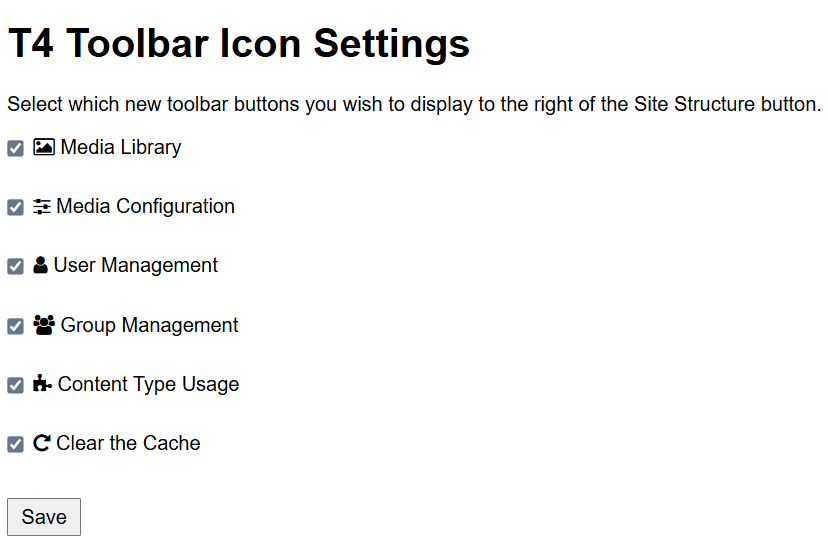 T4 Toolbar Icon Settings
Select which new toolbar buttons you wish to display to the right of the Site Structure button.
Media Library
Media Configuration
User Management
Group Management
Content Type Usage
Clear the Cache
Save